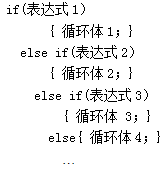 if(表达式1)
{ 循环体1; }
else if(表达式2)
{ 循环体2; }
else if(表达式3)
{ 循环体 3; }
else{ 循环体4; }
…